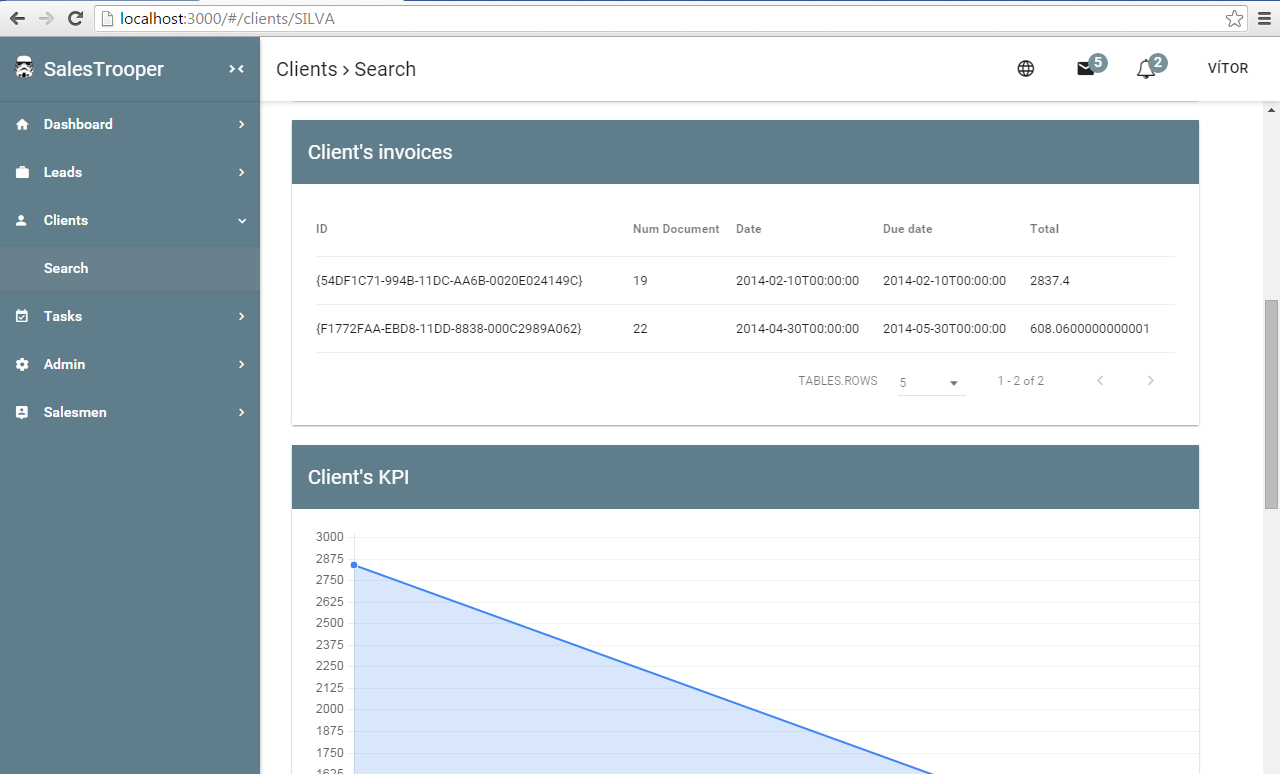 localhost:3000/#/clients/SILVA
SalesTrooper
Clients › Search
5
2
VÍTOR
Dashboard
Leads
Clients
Search
Tasks
Admin
Salesmen
Client's invoices
ID Num Document Date Due date Total
{54DF1C71-994B-11DC-AA6B-0020E024149C} 19 2014-02-10T00:00:00 2014-02-10T00:00:00 2837.4
{F1772FAA-EBD8-11DD-8838-000C2989A062} 22 2014-04-30T00:00:00 2014-05-30T00:00:00 608.0600000000001
TABLES.ROWS 5 1 - 2 of 2
Client's KPI
3000
2875
2750
2625
2500
2375
2250
2125
2000
1875
1750
1625